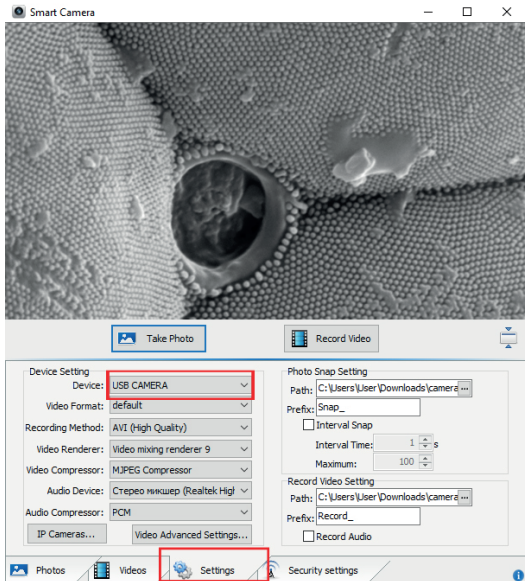 Smart Camera
Take Photo
Record Video
Device Setting
Device: USB CAMERA
Video Format: default
Recording Method: AVI (High Quality)
Video Renderer: Video mixing renderer 9
Video Compressor: MJPEG Compressor
Audio Device: Стерео микшер (Realtek High
Audio Compressor: PCM
IP Cameras...
Video Advanced Settings...
Photo Snap Setting
Path: C:\Users\User\Downloads\camera ...
Prefix: Snap_
Interval Snap
Interval Time: 1 s
Maximum: 100
Record Video Setting
Path: C:\Users\User\Downloads\camera ...
Prefix: Record_
Record Audio
Photos
Videos
Settings
Security settings